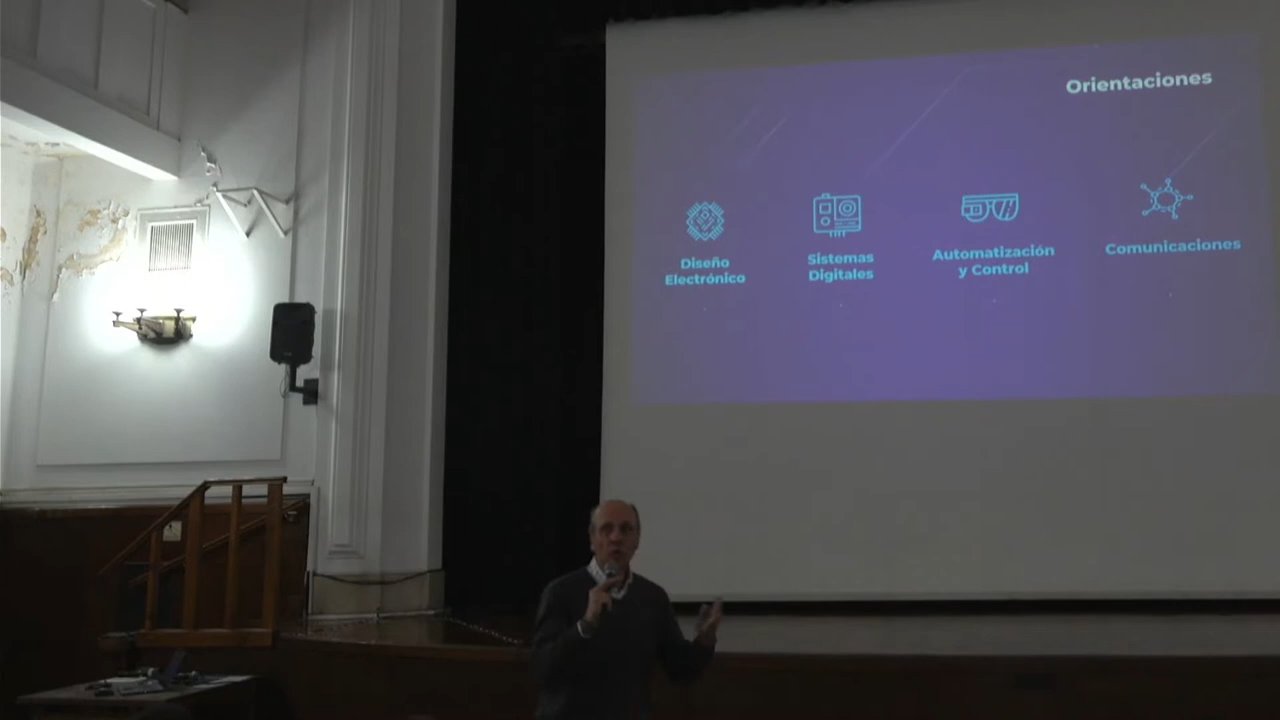 Orientaciones
Diseño
Electrónico
Sistemas
Digitales
Automatización
y Control
Comunicaciones